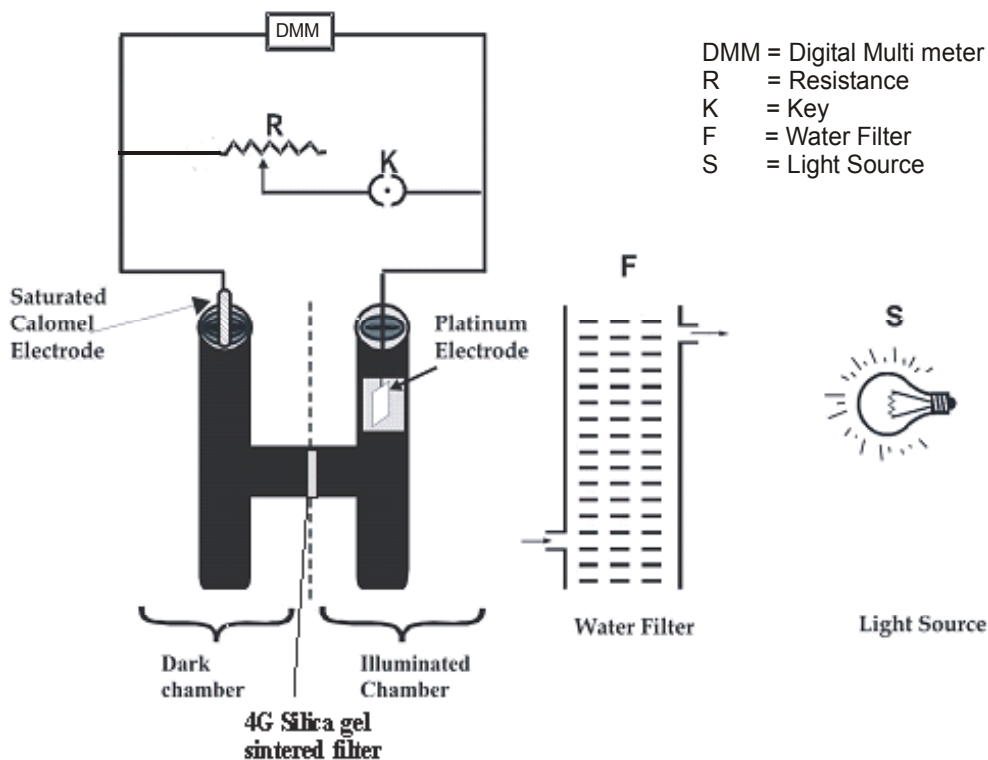 DMM
DMM = Digital Multi meter
R = Resistance
K = Key
F = Water Filter
S = Light Source
R
K
F
S
Saturated
Calomel
Electrode
Platinum
Electrode
Water Filter
Light Source
Dark
chamber
Illuminated
Chamber
4G Silica gel
sintered filter